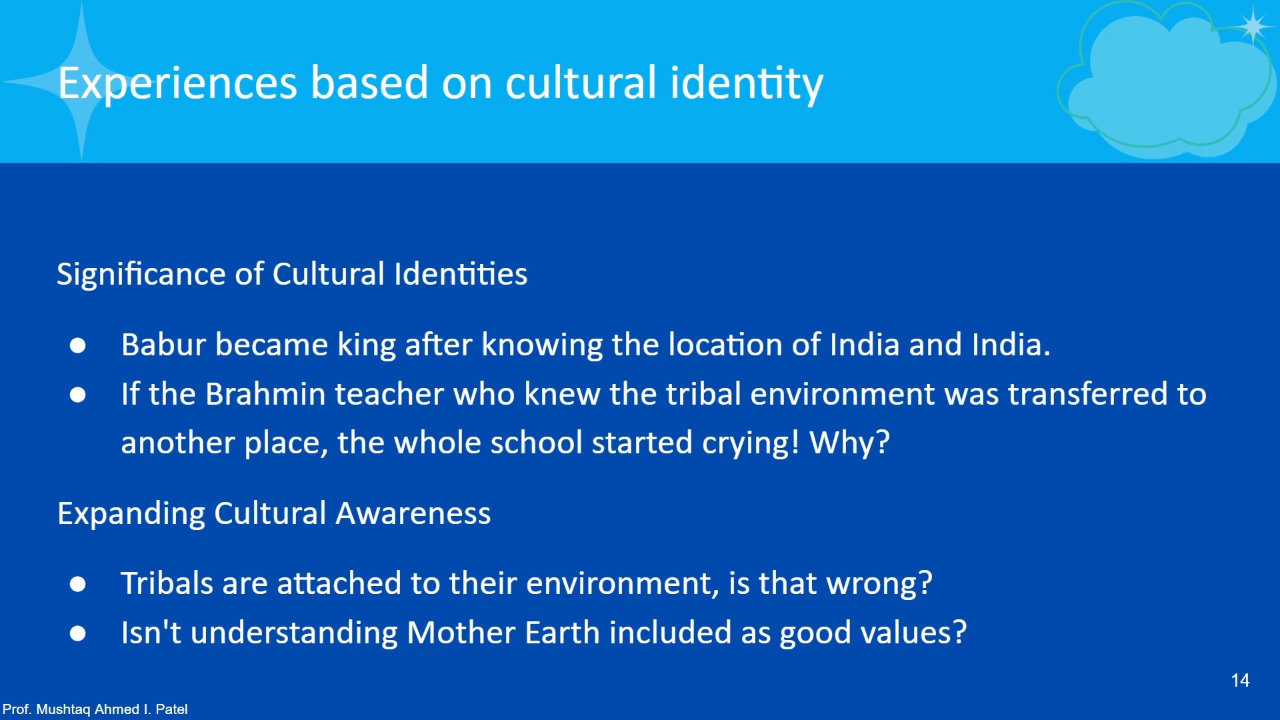 Experiences based on cultural identity
Significance of Cultural Identities
● Babur became king after knowing the location of India and India.
● If the Brahmin teacher who knew the tribal environment was transferred to
another place, the whole school started crying! Why?
Expanding Cultural Awareness
● Tribals are attached to their environment, is that wrong?
● Isn't understanding Mother Earth included as good values?
14
Prof. Mushtaq Ahmed I. Patel